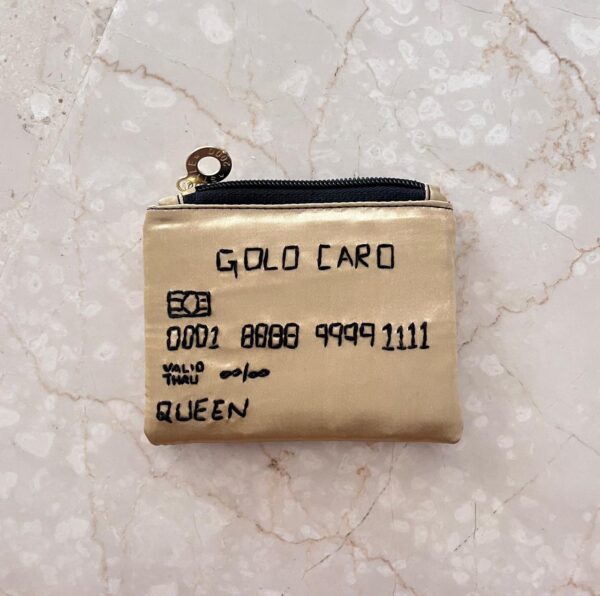 GOLD CARD
0001 8888 9999 1111
VALID
THRU ∞/∞
QUEEN